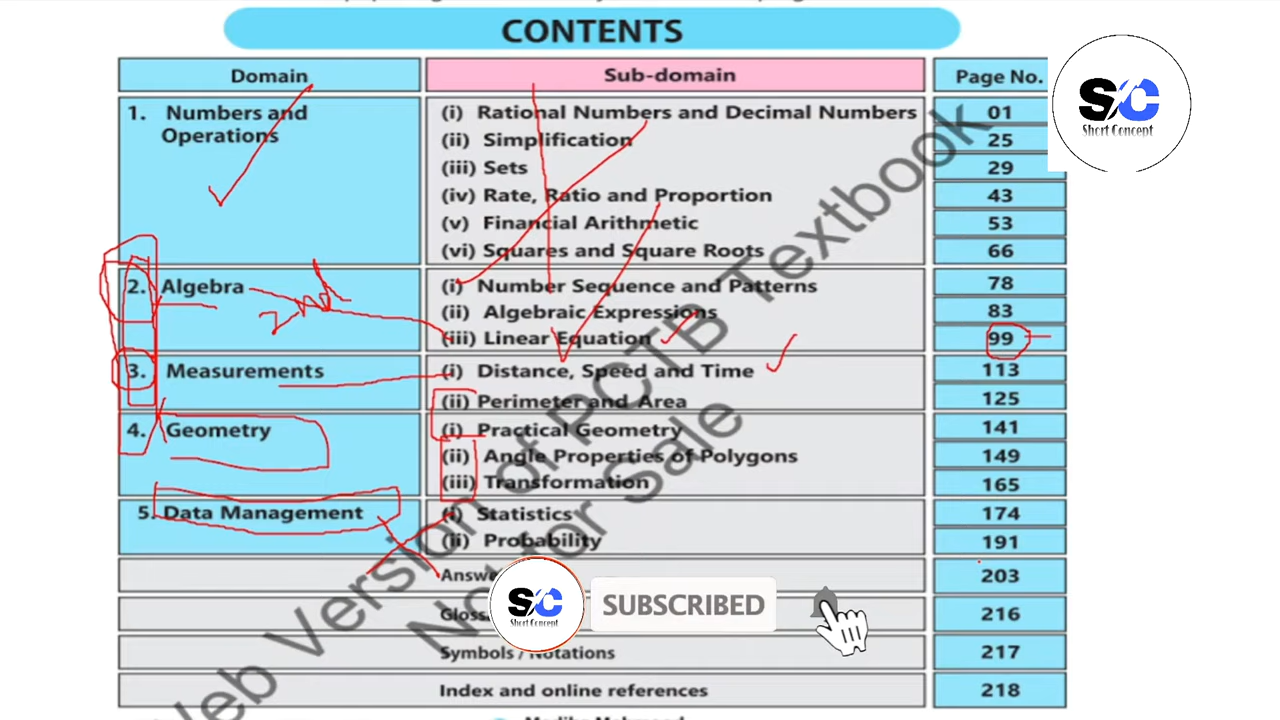 CONTENTS
Domain Sub-domain Page No.
1. Numbers and Operations
(i) Rational Numbers and Decimal Numbers 01
(ii) Simplification 25
(iii) Sets 29
(iv) Rate, Ratio and Proportion 43
(v) Financial Arithmetic 53
(vi) Squares and Square Roots 66
2. Algebra
2nd
(i) Number Sequence and Patterns 78
(ii) Algebraic Expressions 83
(iii) Linear Equation 99
3. Measurements
(i) Distance, Speed and Time 113
(ii) Perimeter and Area 125
4. Geometry
(i) Practical Geometry 141
(ii) Angle Properties of Polygons 149
(iii) Transformation 165
5. Data Management
(i) Statistics 174
(ii) Probability 191
203
216
Symbols / Notations 217
Index and online references 218
Web Version of PCTB Textbook
Not for Sale
S/C
Short Concept
S/C
Short Concept
SUBSCRIBED